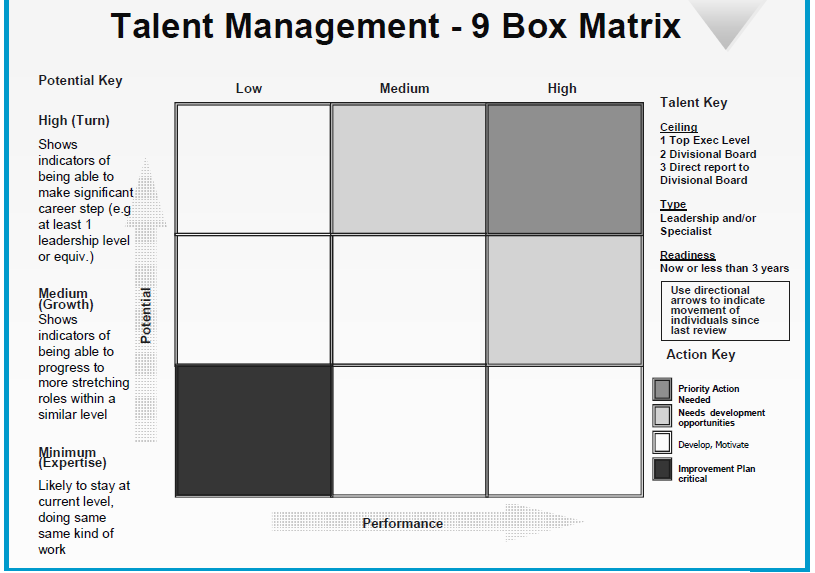 Talent Management - 9 Box Matrix
Potential Key
High (Turn)
Shows
indicators of
being able to
make significant
career step (e.g
at least 1
leadership level
or equiv.)
Medium
(Growth)
Shows
indicators of
being able to
progress to
more stretching
roles within a
similar level
Minimum
(Expertise)
Likely to stay at
current level,
doing same
same kind of
work
Potential
Low
Medium
High
Performance
Talent Key
Ceiling
1 Top Exec Level
2 Divisional Board
3 Direct report to
Divisional Board
Type
Leadership and/or
Specialist
Readiness
Now or less than 3 years
Use directional
arrows to indicate
movement of
individuals since
last review
Action Key
Priority Action
Needed
Needs development
opportunities
Develop, Motivate
Improvement Plan
critical